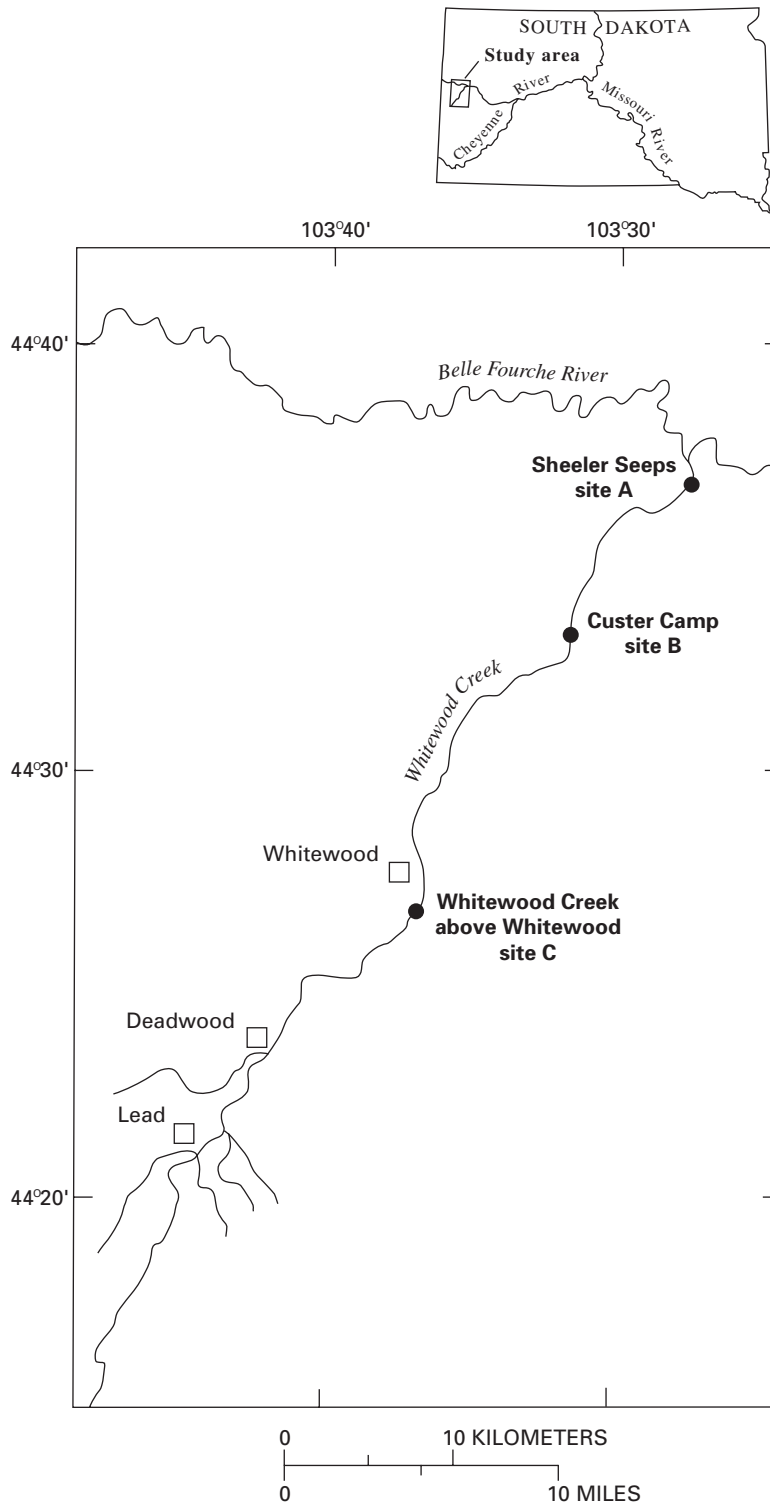 SOUTH DAKOTA
Study area
Cheyenne River
Missouri River
103°40' 103°30'
44°40'
Belle Fourche River
Sheeler Seeps
site A
Custer Camp
site B
Whitewood Creek
44°30'
Whitewood
Whitewood Creek
above Whitewood
site C
Deadwood
Lead
44°20'
0 10 KILOMETERS
0 10 MILES